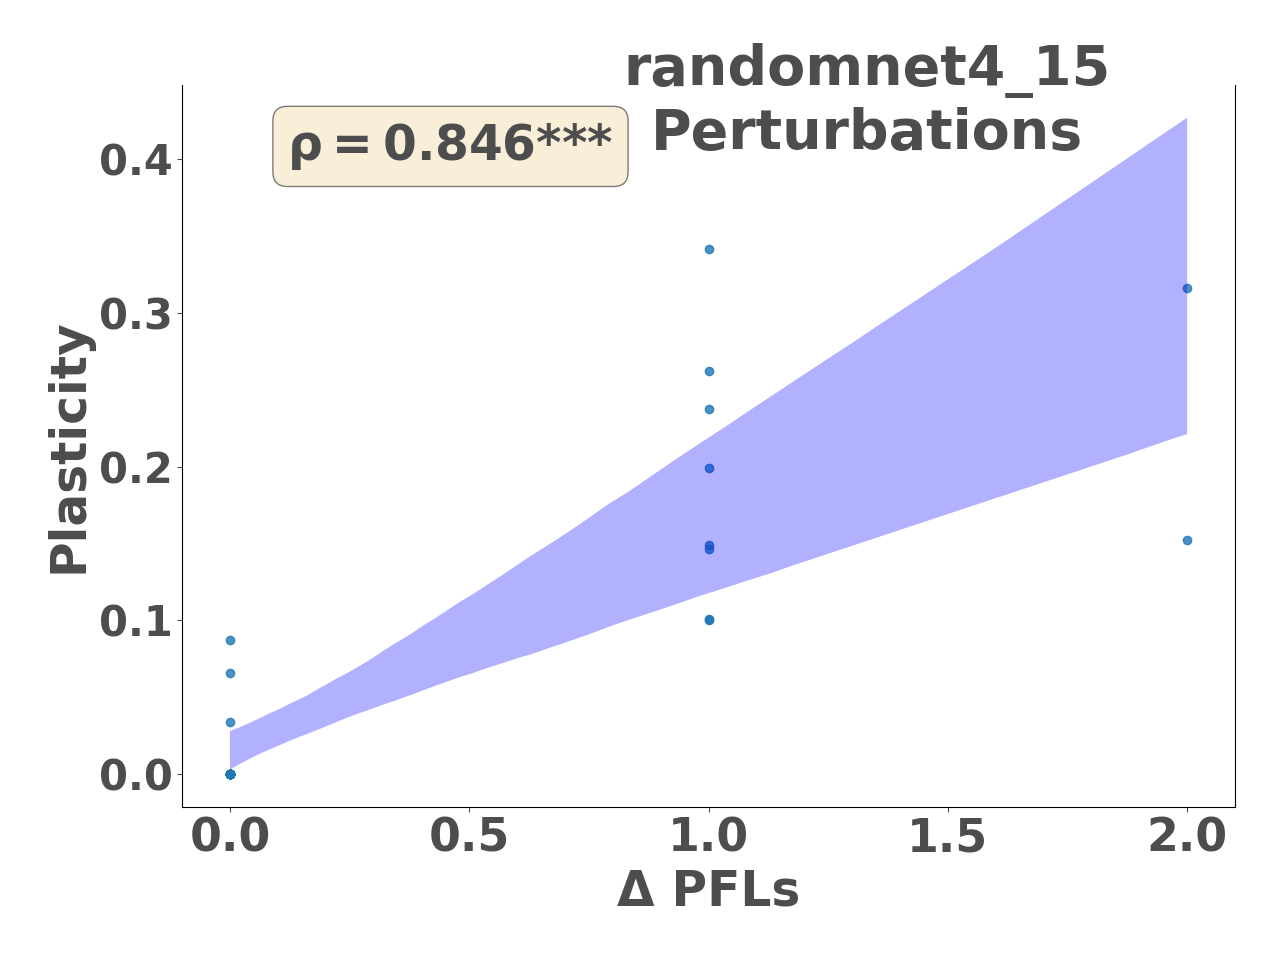 randomnet4_15
Perturbations
ρ = 0.846***
0.4
0.3
0.2
0.1
0.0
Plasticity
0.0 0.5 1.0 1.5 2.0
Δ PFLs